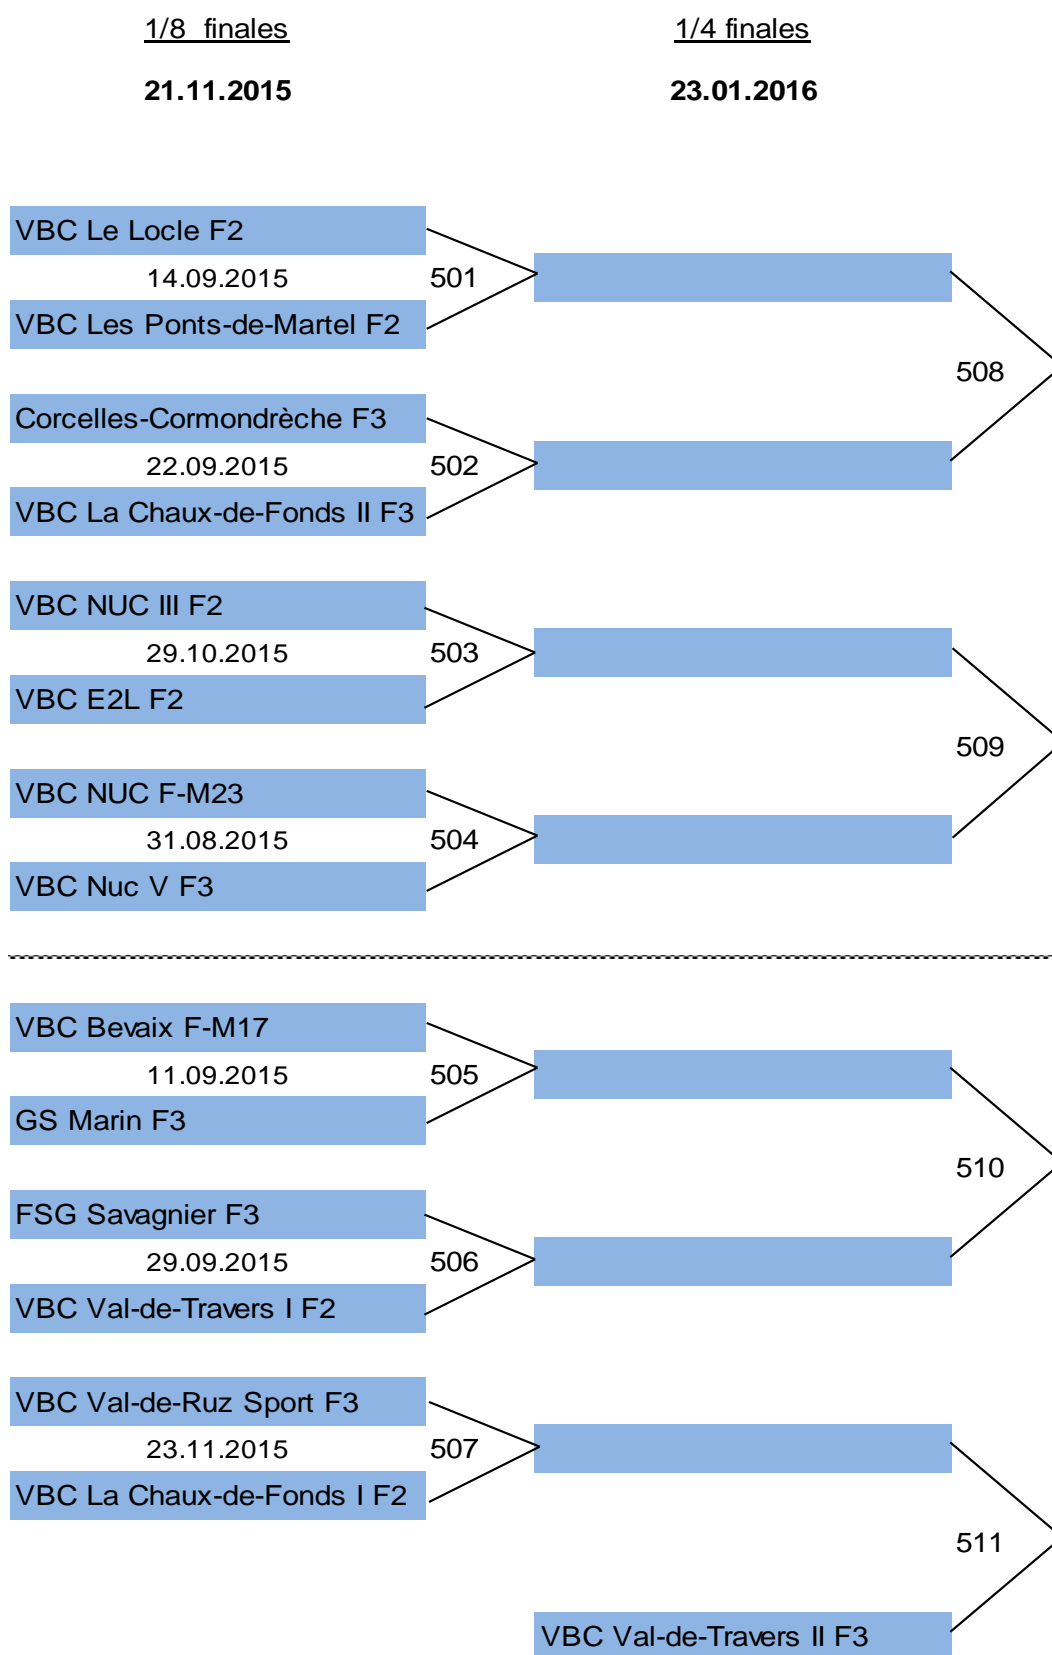 1/8 finales
1/4 finales
21.11.2015
23.01.2016
VBC Le Locle F2
14.09.2015
501
VBC Les Ponts-de-Martel F2
508
Corcelles-Cormondrèche F3
22.09.2015
502
VBC La Chaux-de-Fonds II F3
VBC NUC III F2
29.10.2015
503
VBC E2L F2
509
VBC NUC F-M23
31.08.2015
504
VBC Nuc V F3
VBC Bevaix F-M17
11.09.2015
505
GS Marin F3
510
FSG Savagnier F3
29.09.2015
506
VBC Val-de-Travers I F2
VBC Val-de-Ruz Sport F3
23.11.2015
507
VBC La Chaux-de-Fonds I F2
511
VBC Val-de-Travers II F3